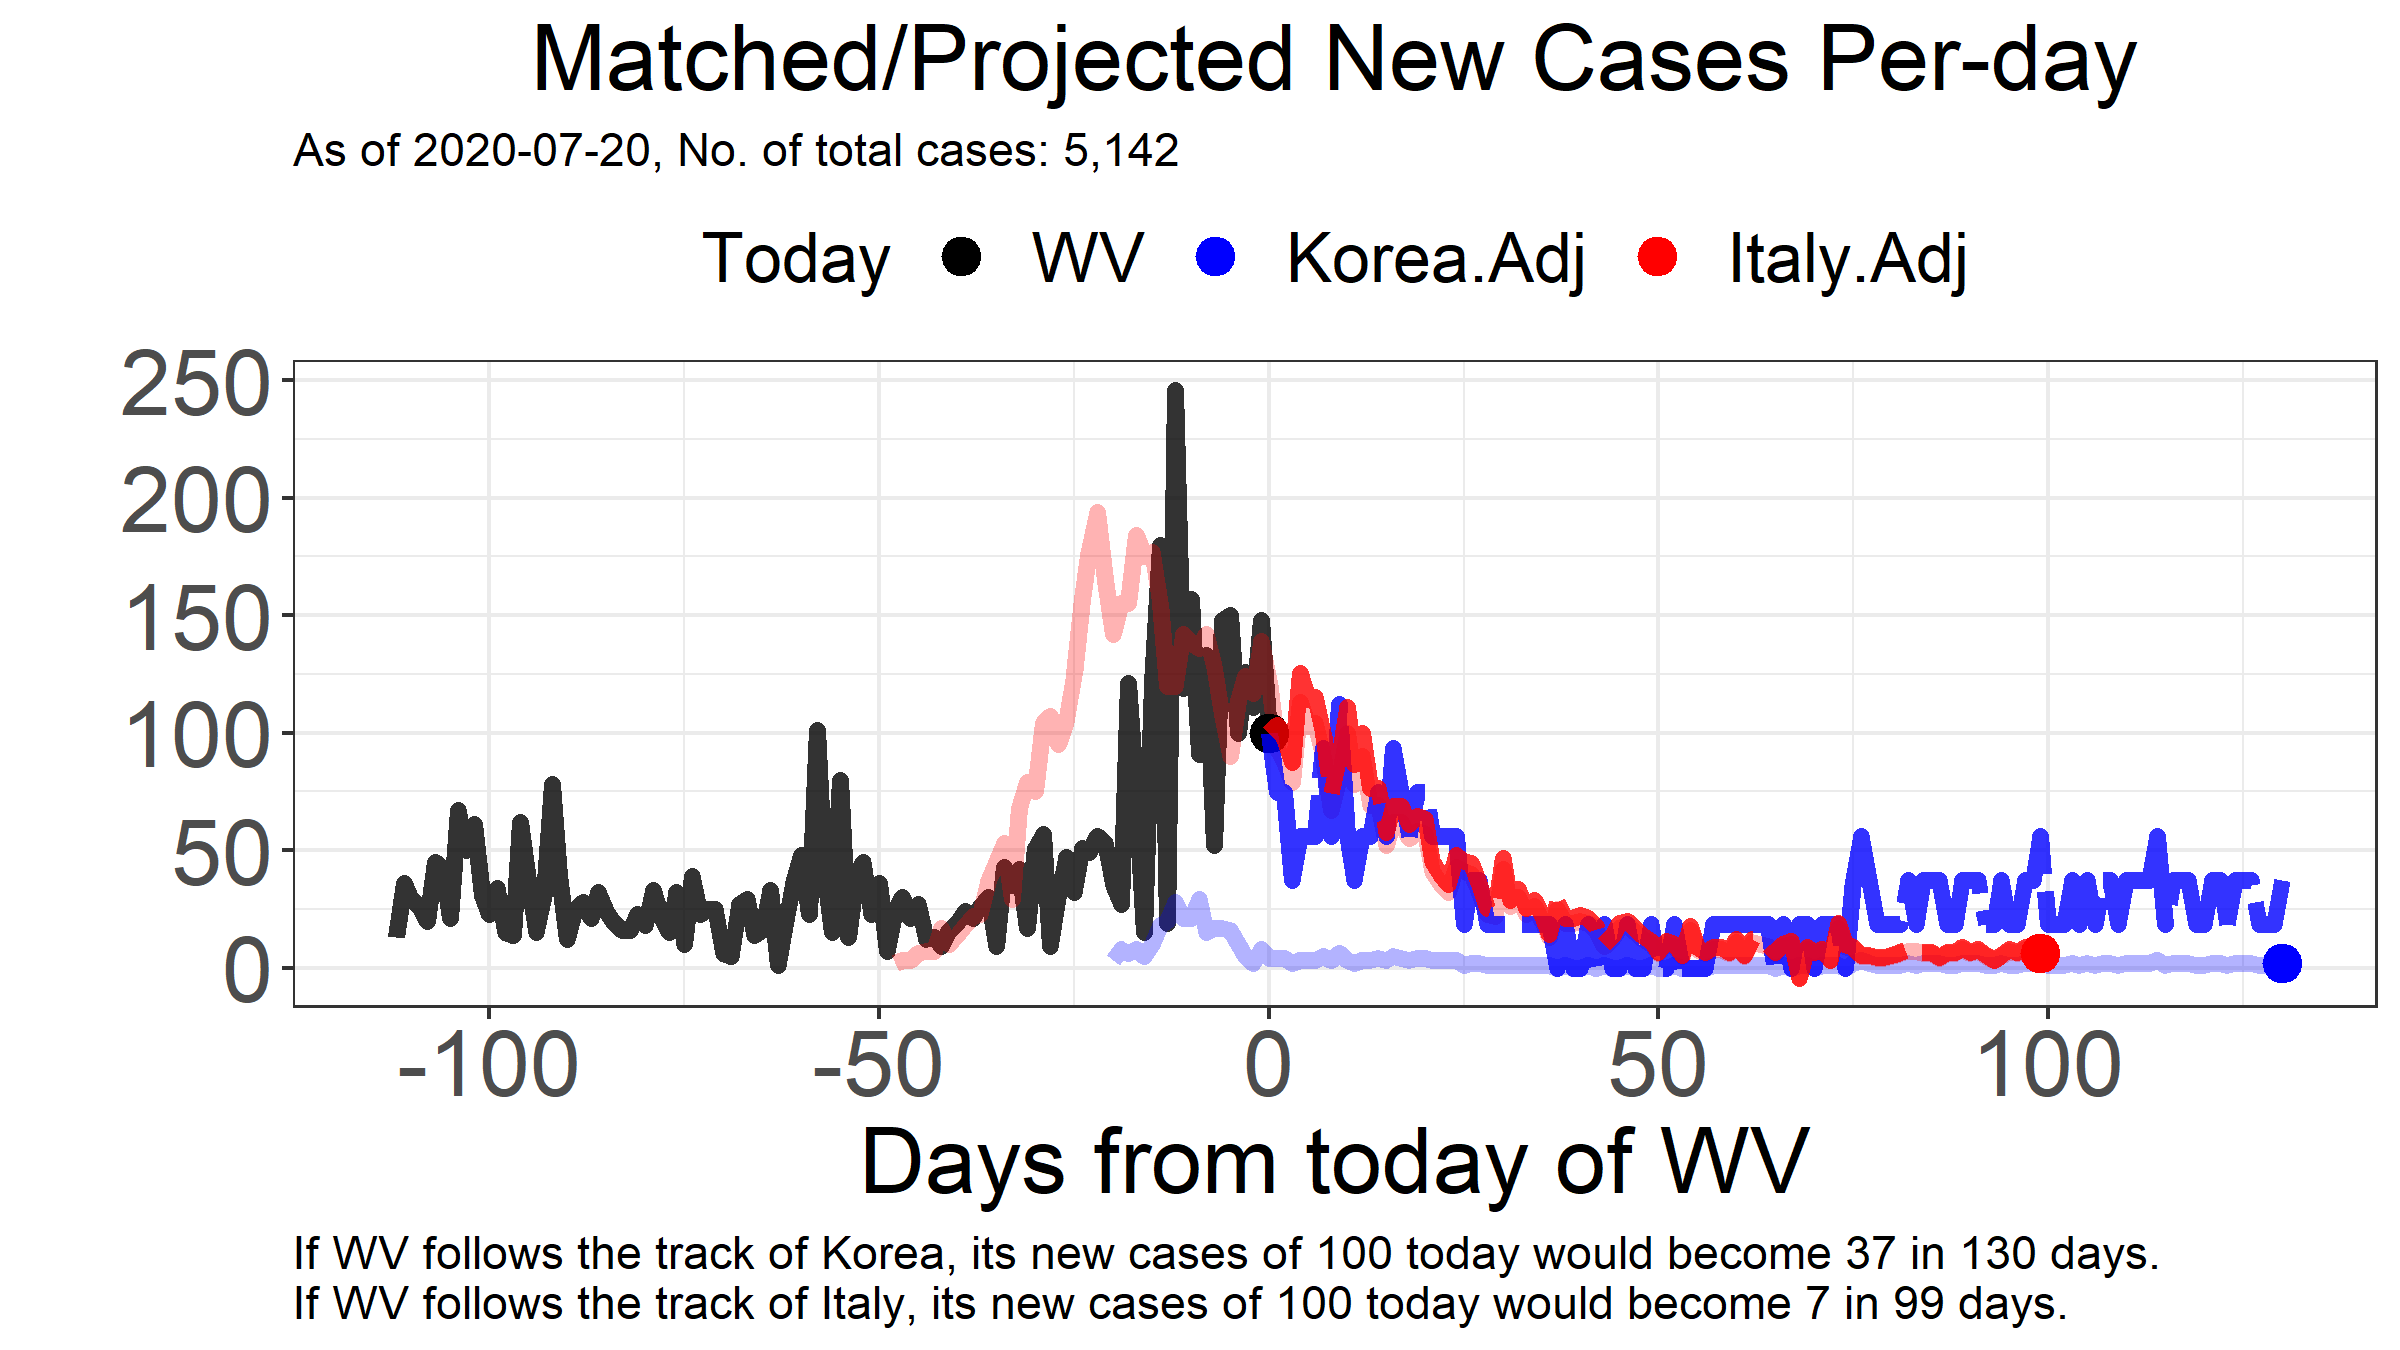 Matched/Projected New Cases Per-day
As of 2020-07-20, No. of total cases: 5,142
Today WV Korea.Adj Italy.Adj
250
200
150
100
50
0
-100 -50 0 50 100
Days from today of WV
If WV follows the track of Korea, its new cases of 100 today would become 37 in 130 days.
If WV follows the track of Italy, its new cases of 100 today would become 7 in 99 days.